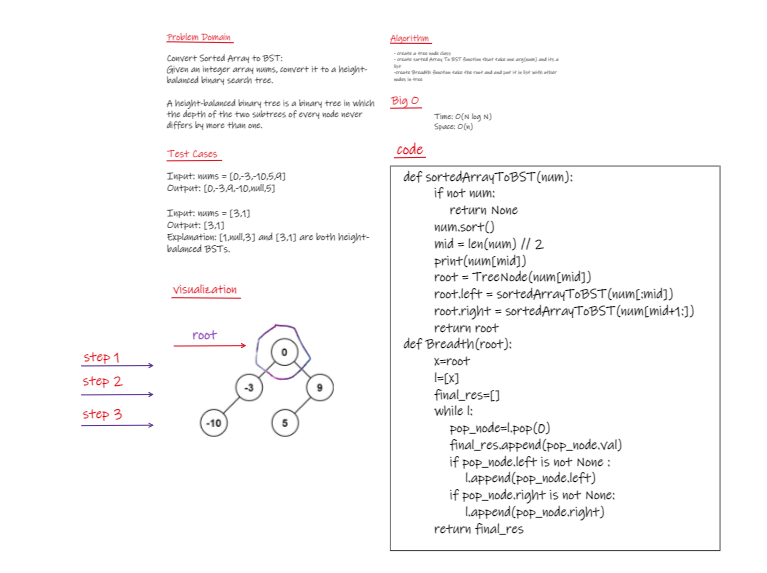 Problem Domain
Convert Sorted Array to BST:
Given an integer array nums, convert it to a height-
balanced binary search tree.
A height-balanced binary tree is a binary tree in which
the depth of the two subtrees of every node never
differs by more than one.
Test Cases
Input: nums = [0,-3,-10,5,9]
Output: [0,-3,9,-10,null,5]
Input: nums = [3,1]
Output: [3,1]
Explanation: [1,null,3] and [3,1] are both height-
balanced BSTs.
visualization
root
step 1
step 2
step 3
0
-3
9
-10
5
Algorithm
- create a tree node class
- create sorted Array To BST function that take one arg(num) and its a
list
-create Breadth function take the root and and put it in list with other
nodes in tree
Big O
Time: O(N log N)
Space: O(n)
code
def sortedArrayToBST(num):
if not num:
return None
num.sort()
mid = len(num) // 2
print(num[mid])
root = TreeNode(num[mid])
root.left = sortedArrayToBST(num[:mid])
root.right = sortedArrayToBST(num[mid+1:])
return root
def Breadth(root):
x=root
l=[x]
final_res=[]
while l:
pop_node=l.pop(0)
final_res.append(pop_node.val)
if pop_node.left is not None :
l.append(pop_node.left)
if pop_node.right is not None:
l.append(pop_node.right)
return final_res